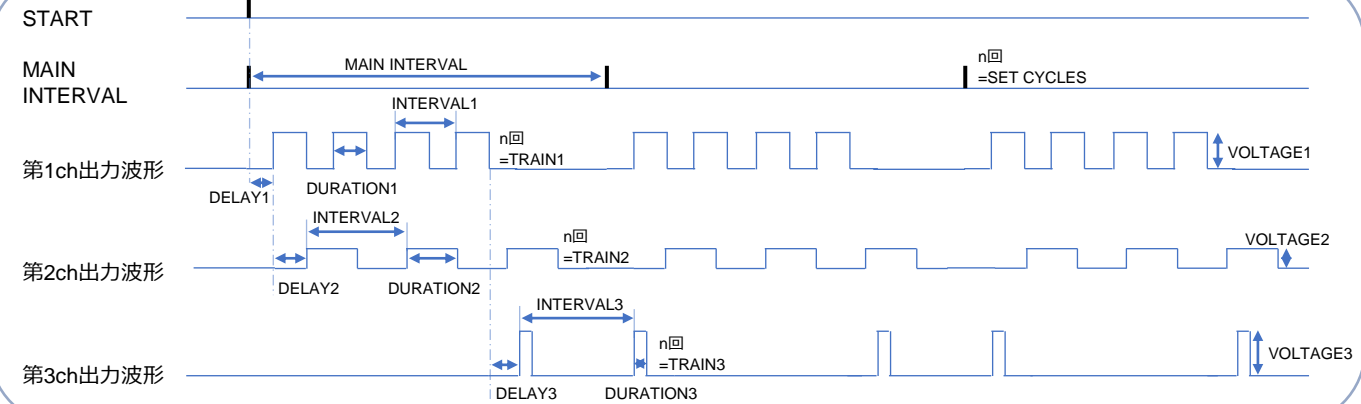 START
MAIN
INTERVAL
MAIN INTERVAL
n回
=SET CYCLES
INTERVAL1
n回
=TRAIN1
第1ch出力波形
VOLTAGE1
DELAY1
DURATION1
INTERVAL2
n回
=TRAIN2
VOLTAGE2
第2ch出力波形
DELAY2
DURATION2
INTERVAL3
n回
=TRAIN3
VOLTAGE3
第3ch出力波形
DELAY3
DURATION3